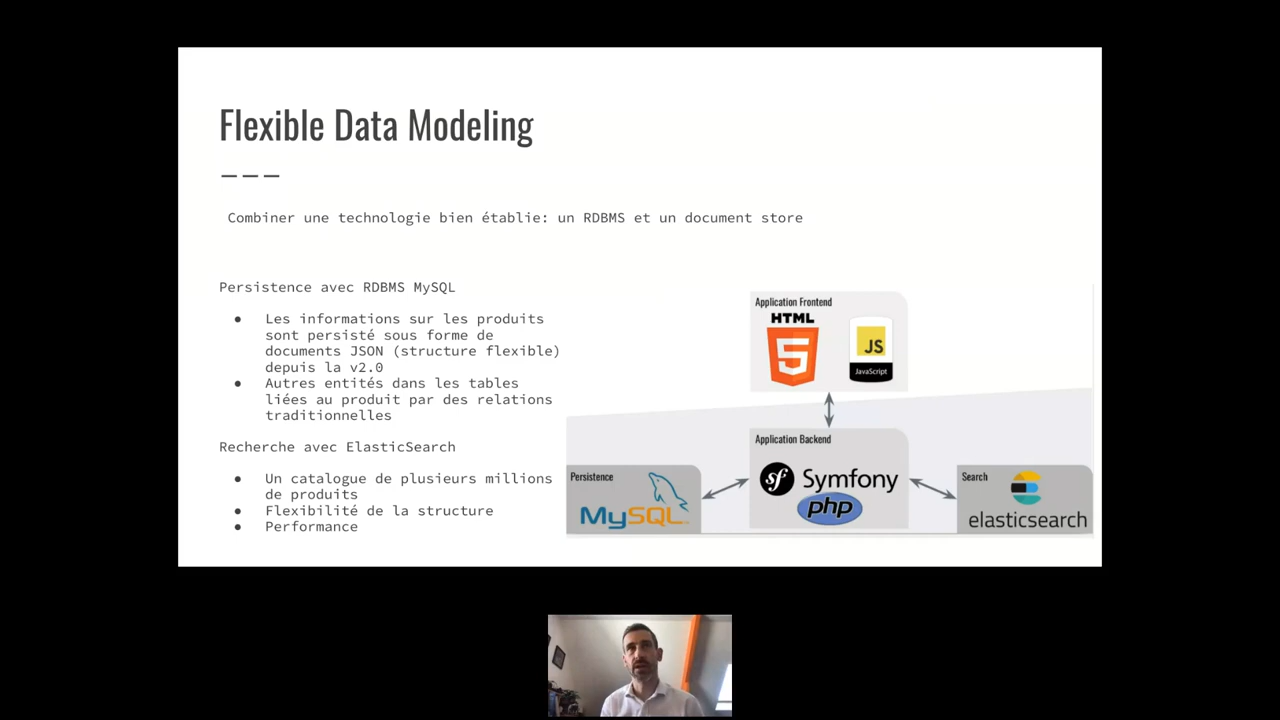 Flexible Data Modeling
Combiner une technologie bien établie: un RDBMS et un document store
Persistence avec RDBMS MySQL
● Les informations sur les produits
sont persisté sous forme de
documents JSON (structure flexible)
depuis la v2.0
● Autres entités dans les tables
liées au produit par des relations
traditionnelles
Recherche avec ElasticSearch
● Un catalogue de plusieurs millions
de produits
● Flexibilité de la structure
● Performance
Application Frontend
HTML
5
JS
JavaScript
Application Backend
sf Symfony
php
Persistence
MySQL
Search
elasticsearch